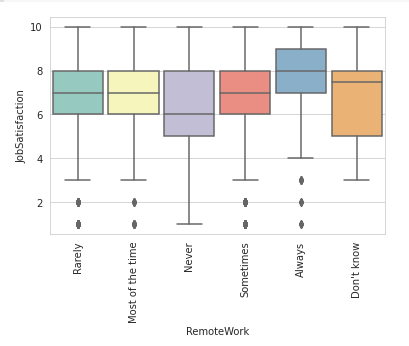 10
8
6
4
2
JobSatisfaction
Rarely
Most of the time
Never
Sometimes
Always
Don't know
RemoteWork